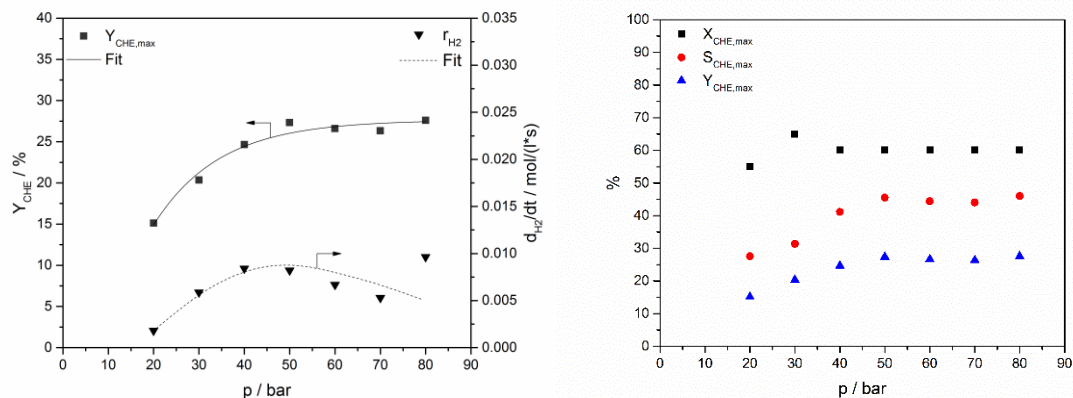 40
35
30
25
20
15
10
5
0
Y_CHE / %
Y_CHE,max
Fit
r_H2
Fit
0.035
0.030
0.025
0.020
0.015
0.010
0.005
0.000
d_H2/dt / mol/(l*s)
0 10 20 30 40 50 60 70 80 90
p / bar
100
90
80
70
60
50
40
30
20
10
0
%
X_CHE,max
S_CHE,max
Y_CHE,max
0 10 20 30 40 50 60 70 80 90
p / bar